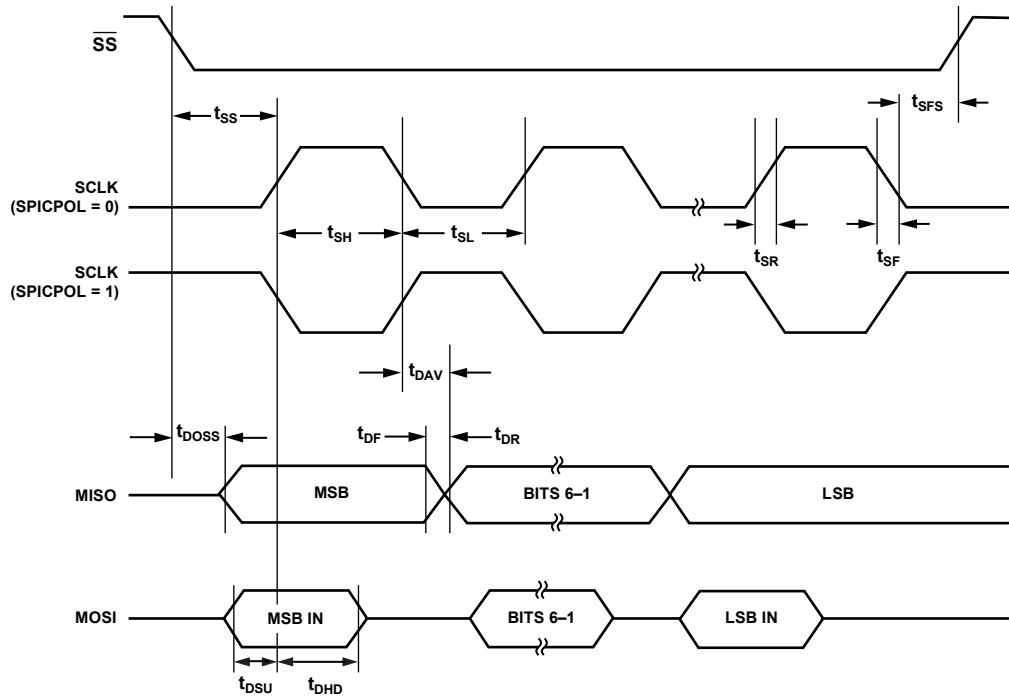 SS
tSS
tSFS
SCLK
(SPICPOL = 0)
tSH
tSL
tSR
tSF
SCLK
(SPICPOL = 1)
tDAV
tDOSS
tDF
tDR
MISO
MSB
BITS 6–1
LSB
MOSI
MSB IN
BITS 6–1
LSB IN
tDSU
tDHD